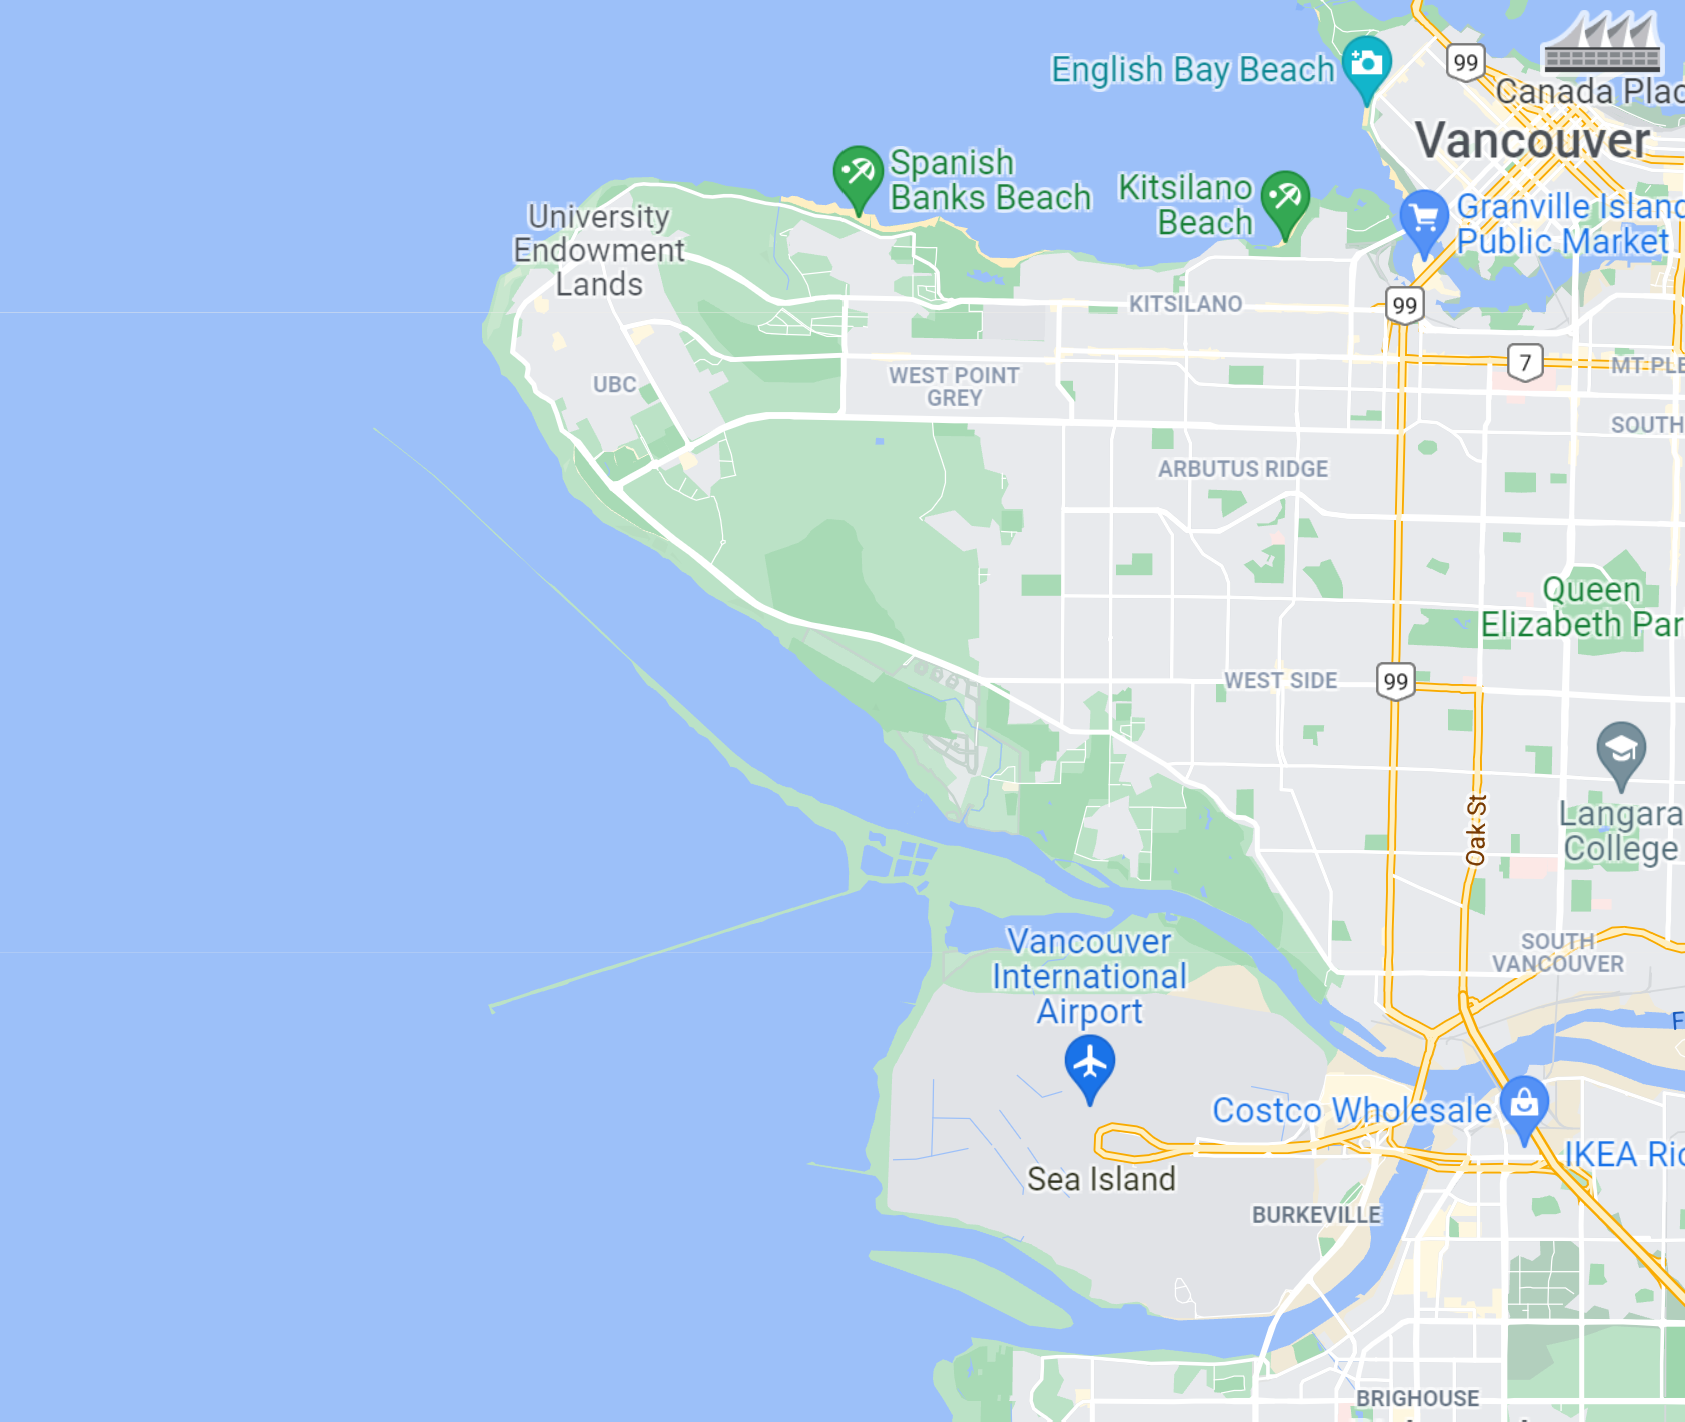 English Bay Beach
99
Canada Plac
Vancouver
Spanish
Banks Beach
Kitsilano
Beach
Granville Island
Public Market
University
Endowment
Lands
KITSILANO
99
7
MT PLE
WEST POINT
GREY
UBC
SOUTH
ARBUTUS RIDGE
Queen
Elizabeth Par
WEST SIDE
99
Langara
College
Oak St
SOUTH
VANCOUVER
Vancouver
International
Airport
F
Costco Wholesale
IKEA Ric
Sea Island
BURKEVILLE
BRIGHOUSE